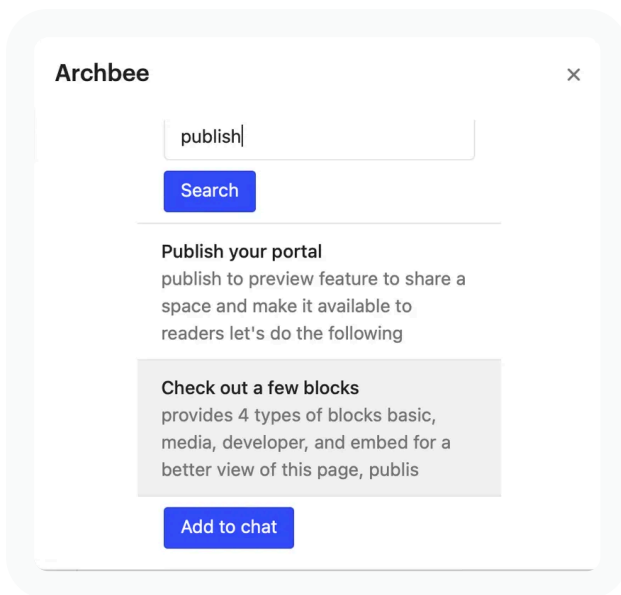 Archbee
publish
Search
Publish your portal
publish to preview feature to share a
space and make it available to
readers let's do the following
Check out a few blocks
provides 4 types of blocks basic,
media, developer, and embed for a
better view of this page, publis
Add to chat